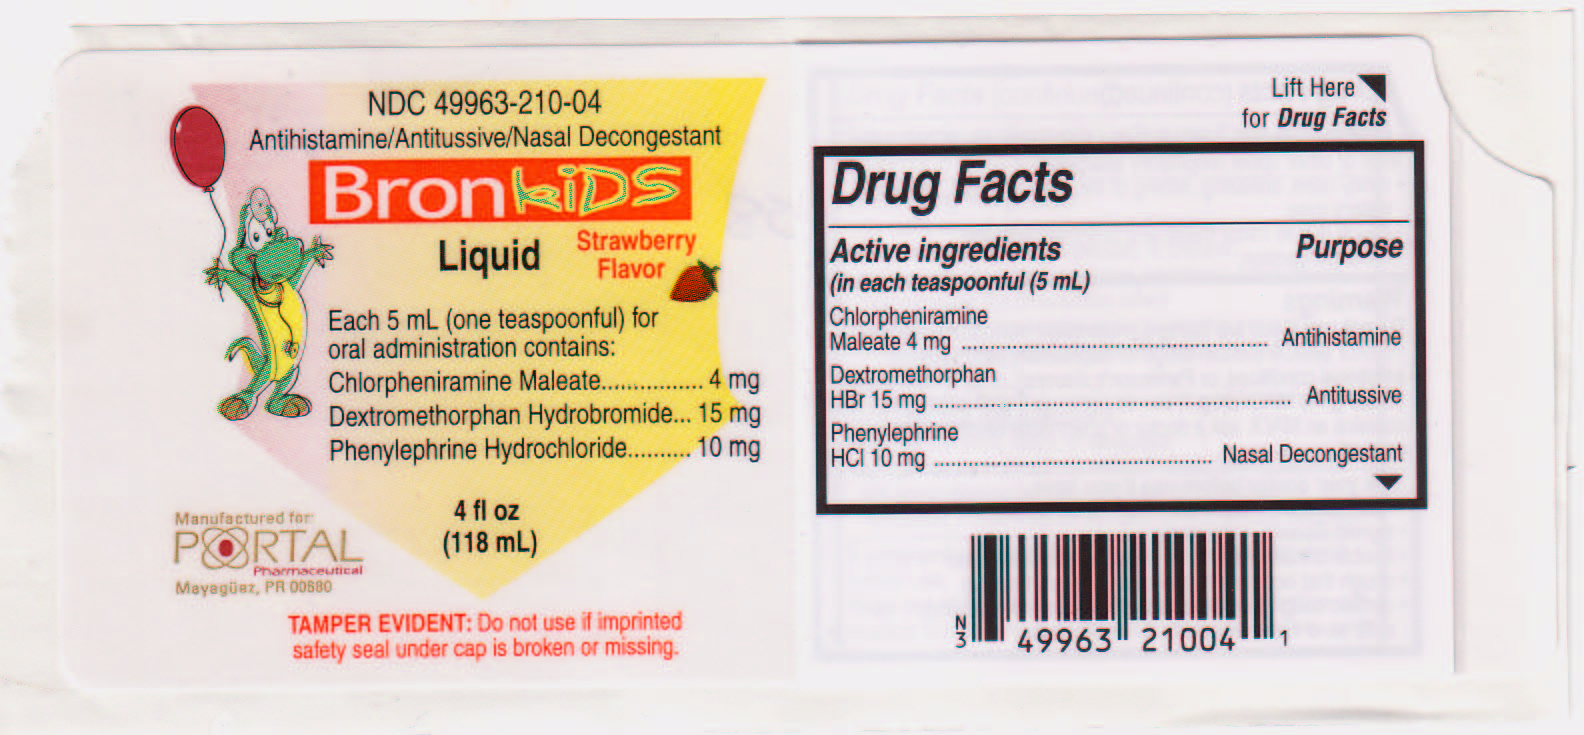 NDC 49963-210-04
Antihistamine/Antitussive/Nasal Decongestant
Bron KiDS
Liquid
Strawberry
Flavor
Each 5 mL (one teaspoonful) for
oral administration contains:
Chlorpheniramine Maleate................ 4 mg
Dextromethorphan Hydrobromide... 15 mg
Phenylephrine Hydrochloride.......... 10 mg
4 fl oz
(118 mL)
Manufactured for:
PORTAL
Pharmaceutical
Mayagüez, PR 00680
TAMPER EVIDENT: Do not use if imprinted
safety seal under cap is broken or missing.
Lift Here
for Drug Facts
Drug Facts
Active ingredients Purpose
(in each teaspoonful (5 mL)
Chlorpheniramine
Maleate 4 mg ..................................................... Antihistamine
Dextromethorphan
HBr 15 mg .............................................................. Antitussive
Phenylephrine
HCl 10 mg ................................................ Nasal Decongestant
N3 49963 21004 1